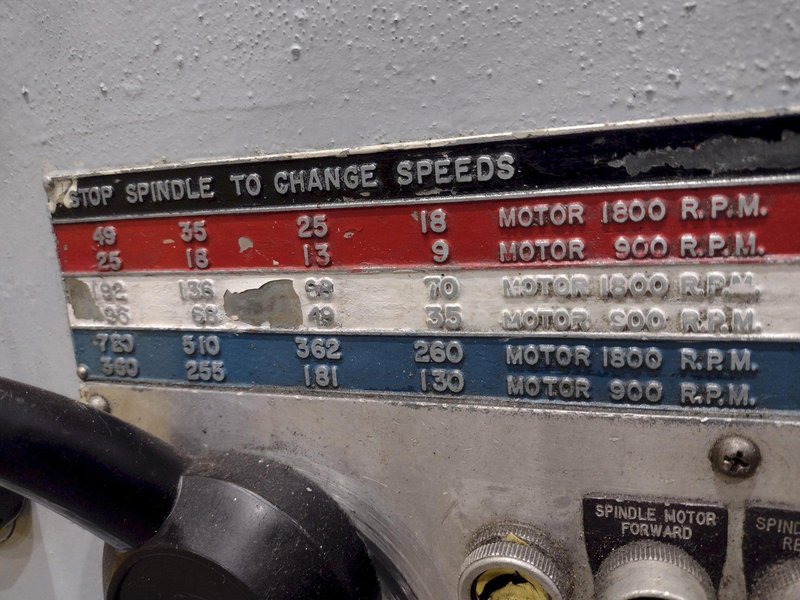 STOP SPINDLE TO CHANGE SPEEDS
49 35 25 18 MOTOR 1800 R.P.M.
25 18 13 9 MOTOR 900 R.P.M.
192 136 98 70 MOTOR 1800 R.P.M.
68 49 35 MOTOR 900 R.P.M.
720 510 362 260 MOTOR 1800 R.P.M.
360 255 181 130 MOTOR 900 R.P.M.
SPINDLE MOTOR
FORWARD